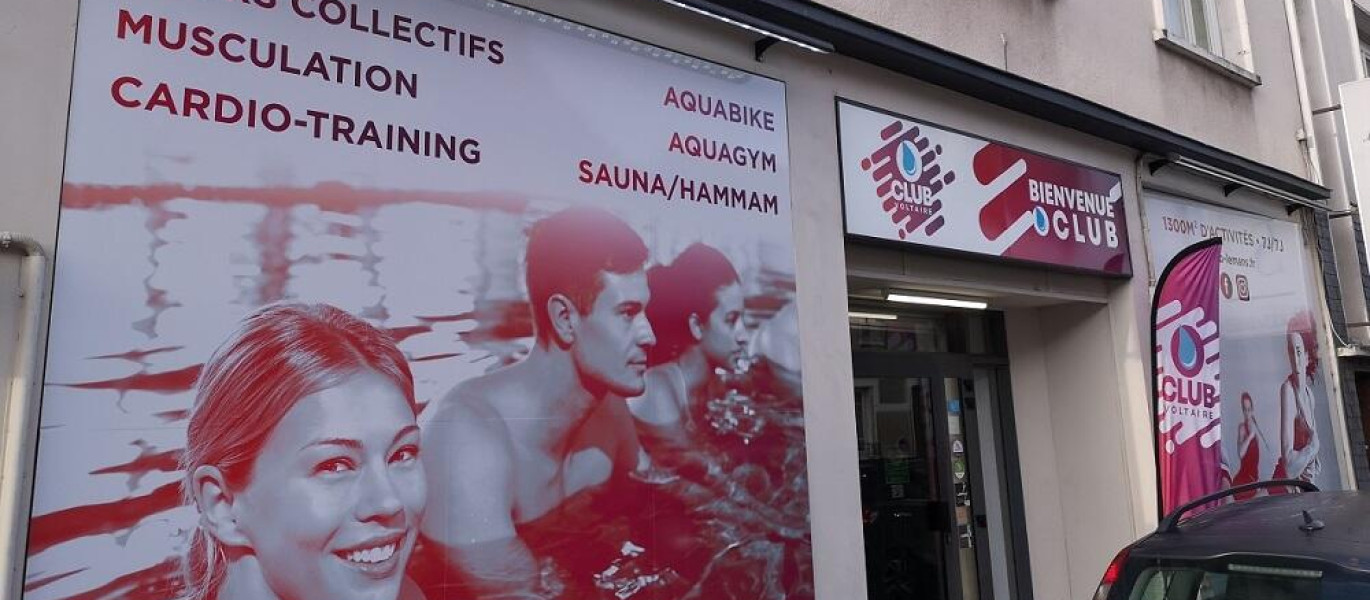 COLLECTIFS
MUSCULATION
CARDIO-TRAINING
AQUABIKE
AQUAGYM
SAUNA/HAMMAM
CLUB
VOLTAIRE
BIENVENUE
O CLUB
1300M² D'ACTIVITÉS • 7J/7J
CLUB
VOLTAIRE